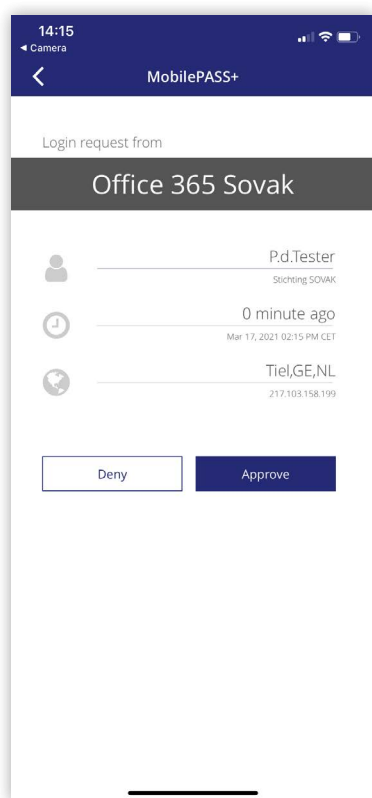 14:15
◀ Camera
MobilePASS+
Login request from
Office 365 Sovak
P.d.Tester
Stichting SOVAK
0 minute ago
Mar 17, 2021 02:15 PM CET
Tiel,GE,NL
217.103.158.199
Deny
Approve